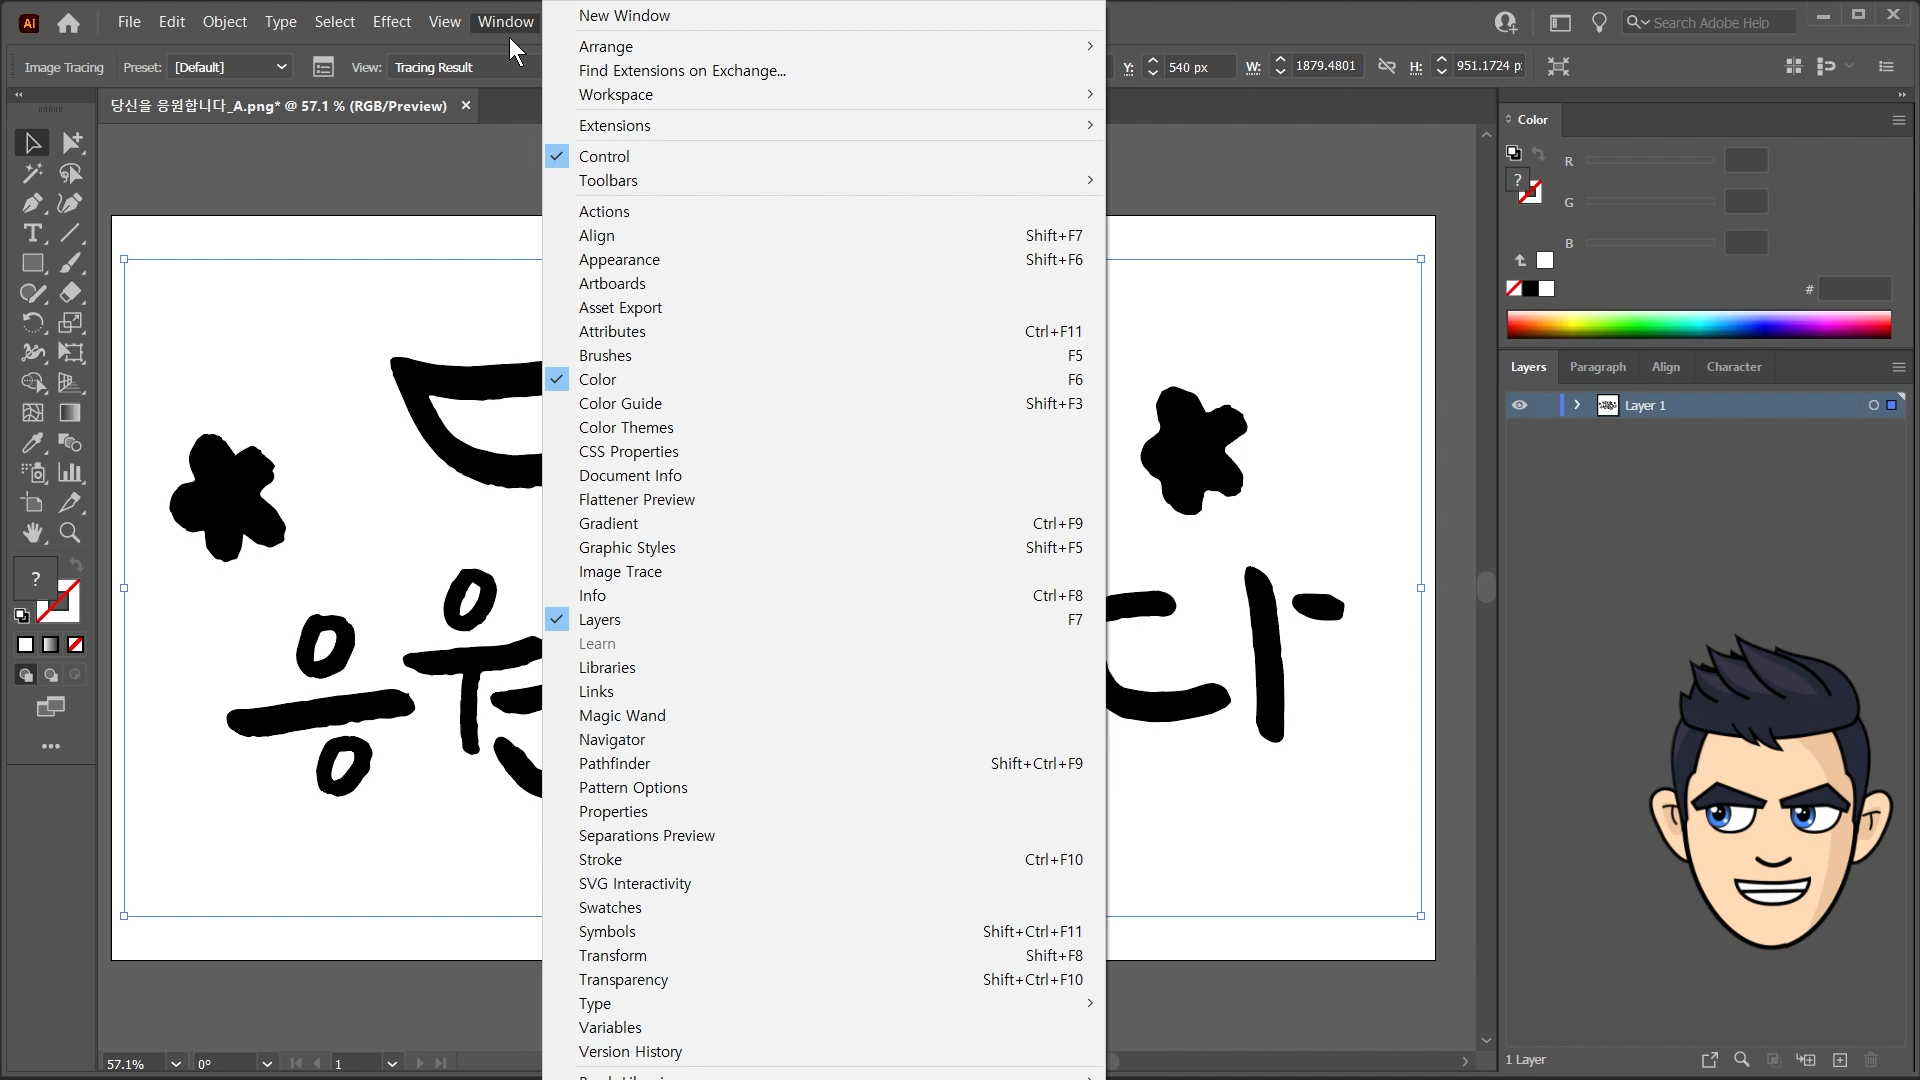 Ai File Edit Object Type Select Effect View Window
Search Adobe Help
Image Tracing Preset: [Default] View: Tracing Result
Y: 540 px W: 1879.4801 H: 951.1724 p
당신을 응원합니다_A.png* @ 57.1 % (RGB/Preview)
New Window
Arrange
Find Extensions on Exchange...
Workspace
Extensions
Control
Toolbars
Actions
Align Shift+F7
Appearance Shift+F6
Artboards
Asset Export
Attributes Ctrl+F11
Brushes F5
Color F6
Color Guide Shift+F3
Color Themes
CSS Properties
Document Info
Flattener Preview
Gradient Ctrl+F9
Graphic Styles Shift+F5
Image Trace
Info Ctrl+F8
Layers F7
Learn
Libraries
Links
Magic Wand
Navigator
Pathfinder Shift+Ctrl+F9
Pattern Options
Properties
Separations Preview
Stroke Ctrl+F10
SVG Interactivity
Swatches
Symbols Shift+Ctrl+F11
Transform Shift+F8
Transparency Shift+Ctrl+F10
Type
Variables
Version History
Color
?
R
G
B
#
Layers Paragraph Align Character
Layer 1
?
응
다
57.1% 0° 1
1 Layer